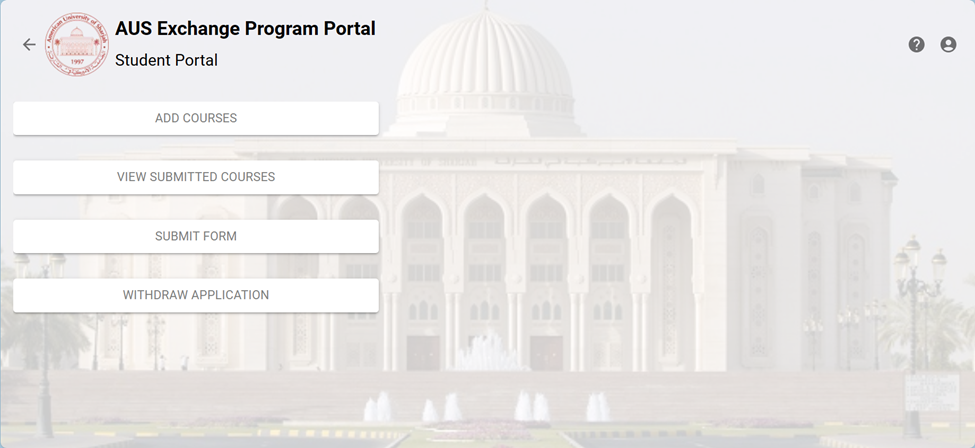 AUS Exchange Program Portal
Student Portal
American University of Sharjah
1997
ADD COURSES
VIEW SUBMITTED COURSES
SUBMIT FORM
WITHDRAW APPLICATION